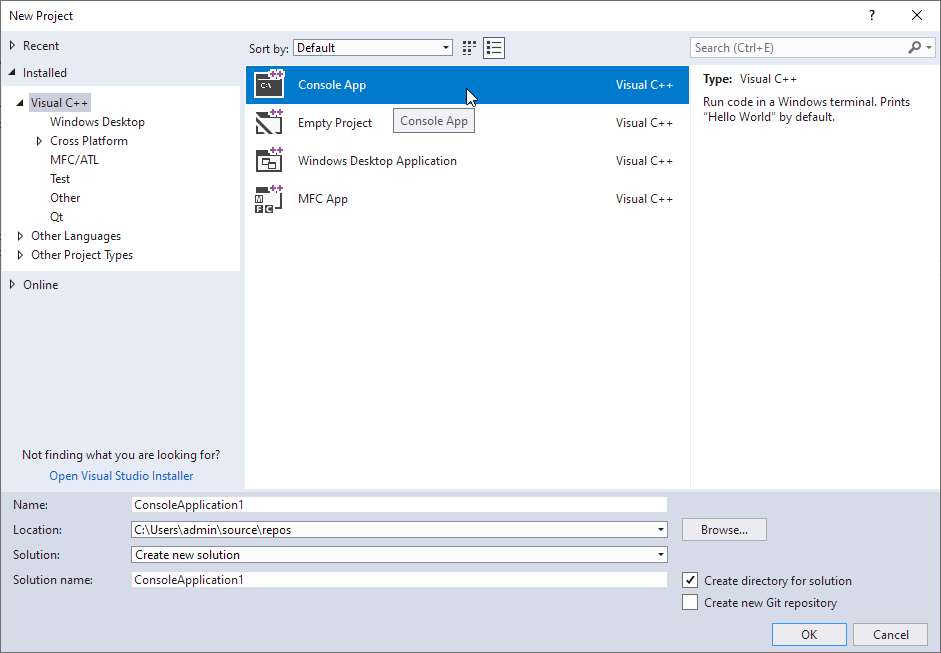 New Project
?
Recent
Installed
Visual C++
Windows Desktop
Cross Platform
MFC/ATL
Test
Other
Qt
Other Languages
Other Project Types
Online
Not finding what you are looking for?
Open Visual Studio Installer
Sort by: Default
Console App Visual C++
Empty Project Visual C++
Console App
Windows Desktop Application Visual C++
MFC App Visual C++
Search (Ctrl+E)
Type: Visual C++
Run code in a Windows terminal. Prints
“Hello World” by default.
Name: ConsoleApplication1
Location: C:\Users\admin\source\repos Browse...
Solution: Create new solution
Solution name: ConsoleApplication1
Create directory for solution
Create new Git repository
OK Cancel